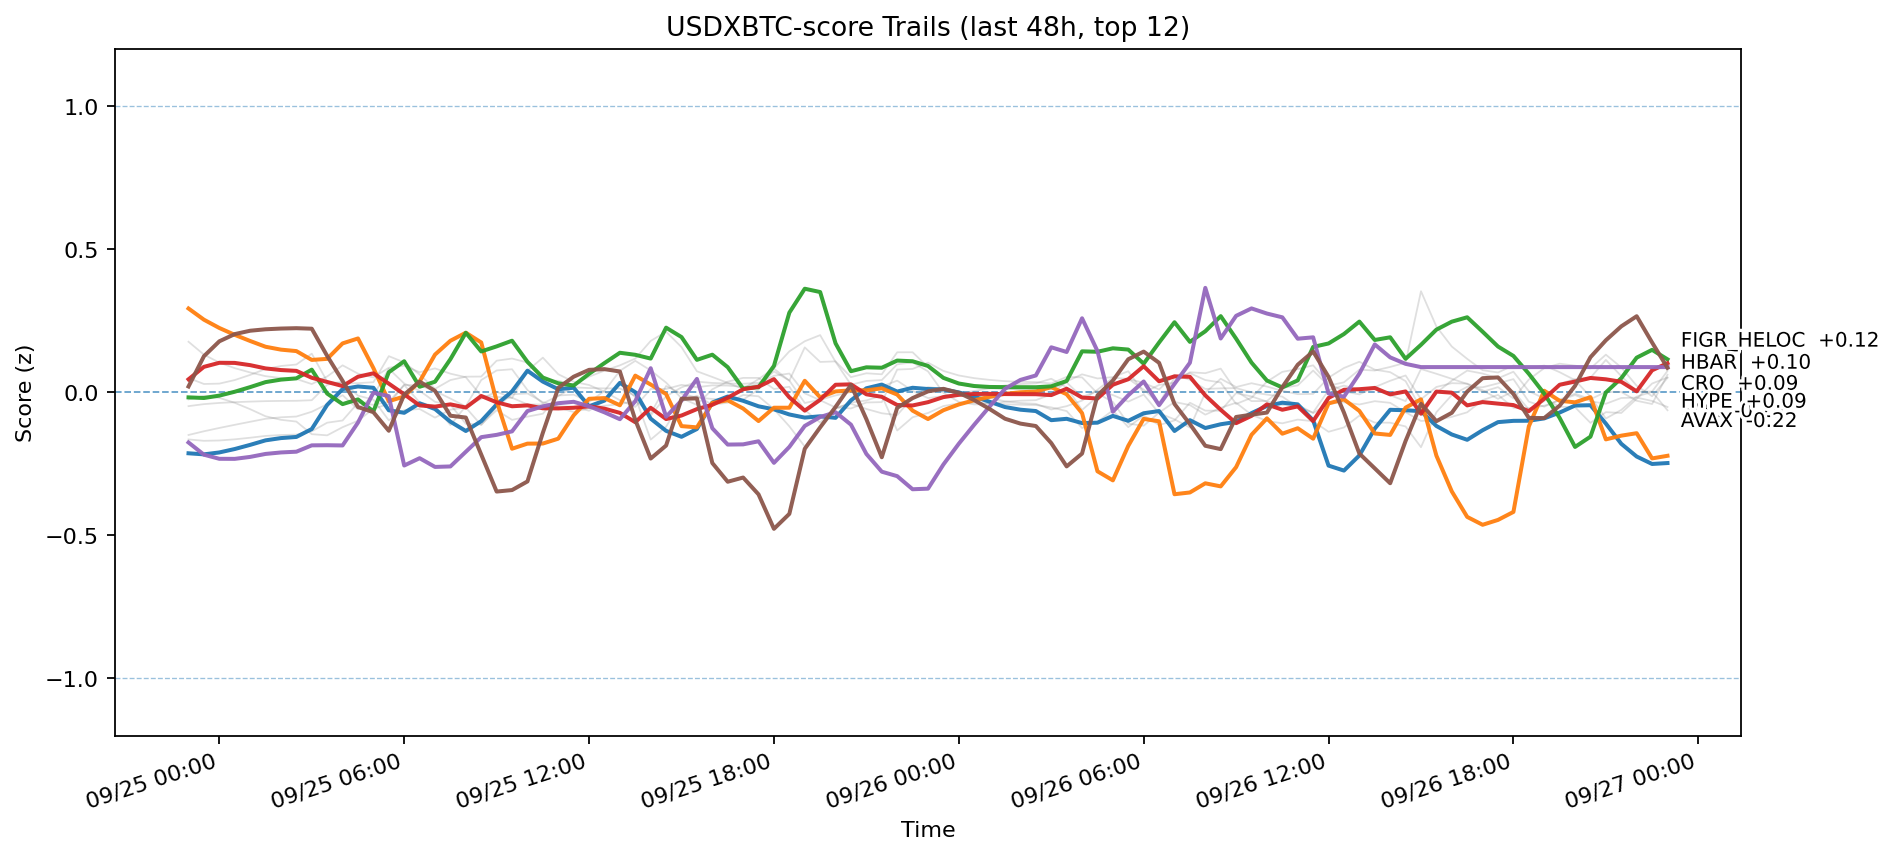 USDXBTC-score Trails (last 48h, top 12)
Score (z)
1.0
0.5
0.0
−0.5
−1.0
FIGR_HELOC +0.12
HBAR +0.10
CRO +0.09
HYPE +0.09
AVAX -0.22
09/25 00:00
09/25 06:00
09/25 12:00
09/25 18:00
09/26 00:00
09/26 06:00
09/26 12:00
09/26 18:00
09/27 00:00
Time